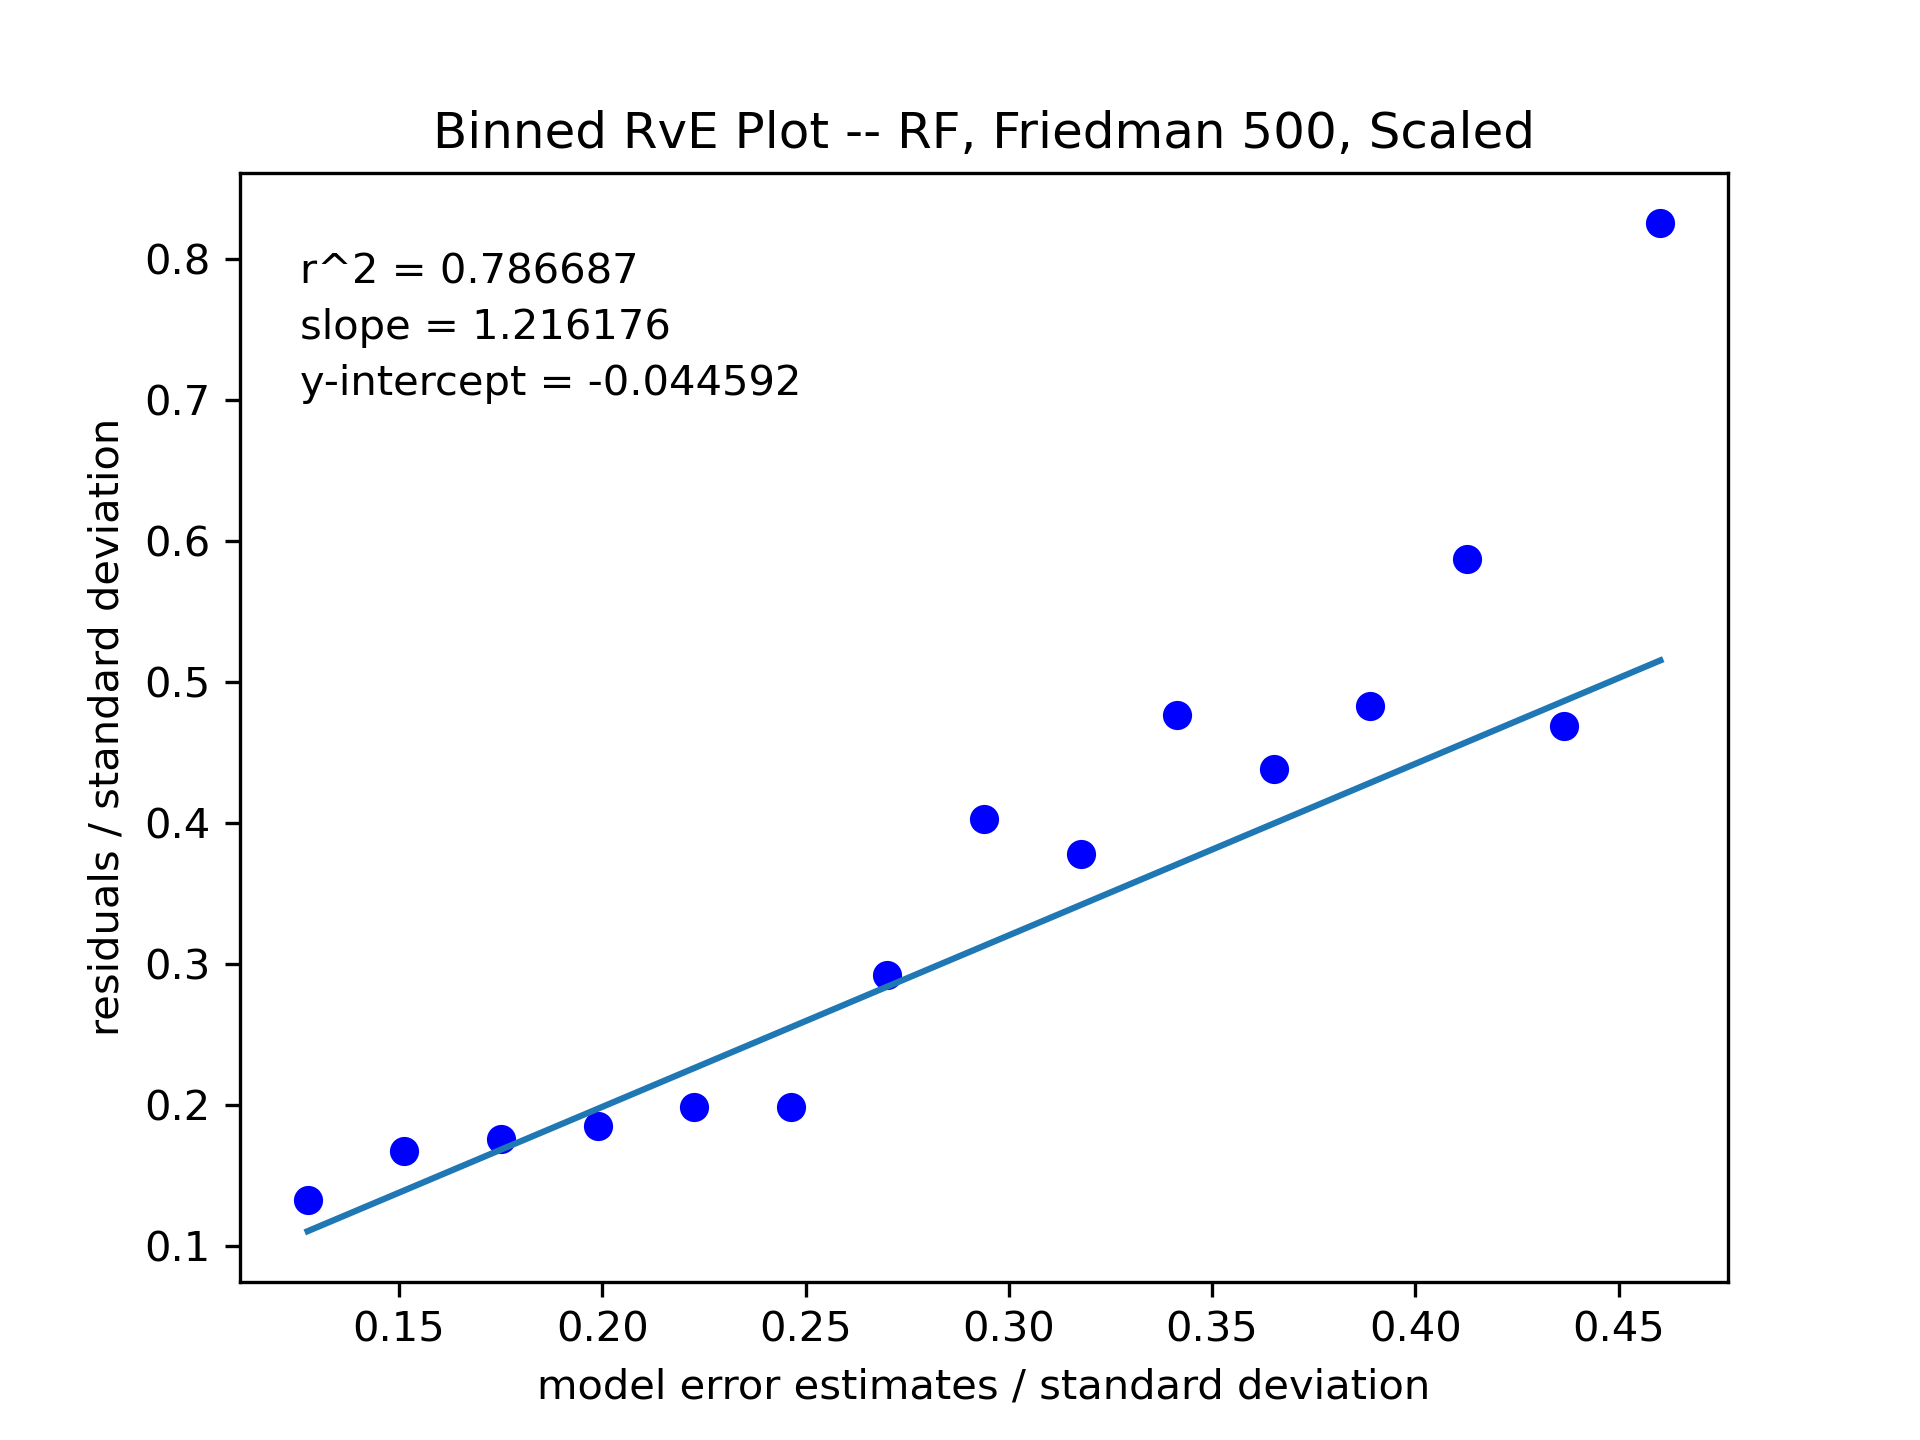 Binned RvE Plot -- RF, Friedman 500, Scaled
r^2 = 0.786687
slope = 1.216176
y-intercept = -0.044592
residuals / standard deviation
0.8
0.7
0.6
0.5
0.4
0.3
0.2
0.1
0.15 0.20 0.25 0.30 0.35 0.40 0.45
model error estimates / standard deviation